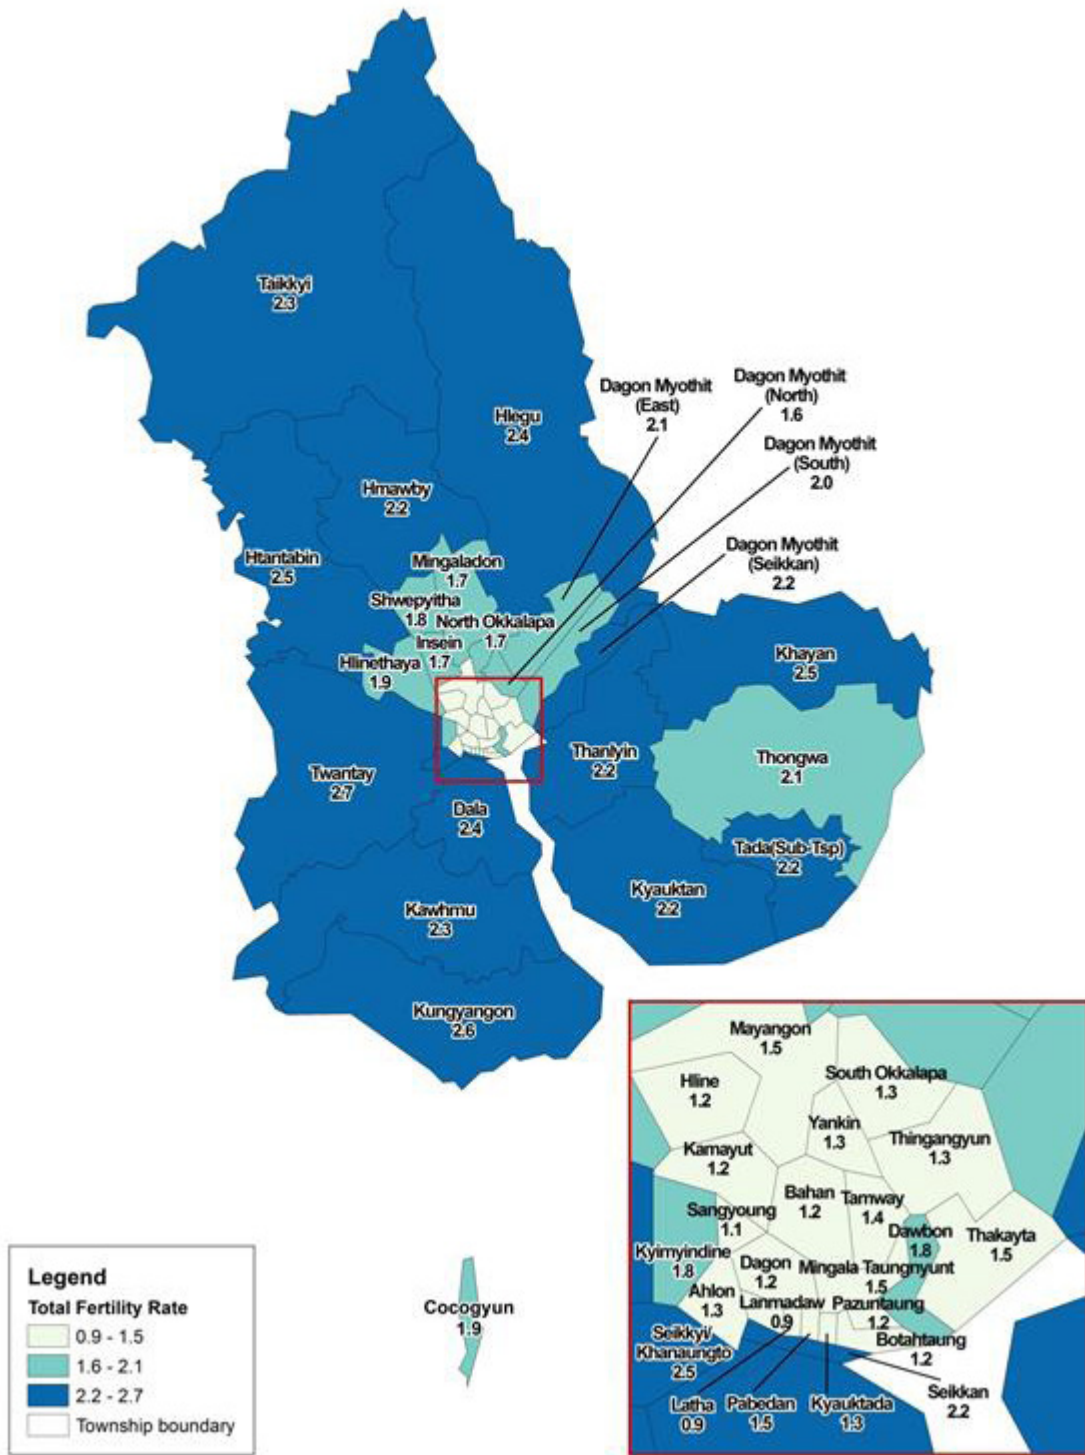 Taikkyi
2.3
Hlegu
2.4
Dagon Myothit
(East)
2.1
Dagon Myothit
(North)
1.6
Dagon Myothit
(South)
2.0
Dagon Myothit
(Seikkan)
2.2
Hmawby
2.2
Htantabin
2.5
Mingaladon
1.7
Shwepyitha
1.8
North Okkalapa
1.7
Insein
1.7
Hlinethaya
1.9
Khayan
2.5
Thanlyin
2.2
Thongwa
2.1
Twantay
2.7
Dala
2.4
Tada(Sub-Tsp)
2.2
Kyauktan
2.2
Kawhmu
2.3
Kungyangon
2.6
Cocogyun
1.9
Mayangon
1.5
Hline
1.2
South Okkalapa
1.3
Yankin
1.3
Thingangyun
1.3
Kamayut
1.2
Bahan
1.2
Tamway
1.4
Sangyoung
1.1
Dawbon
1.8
Thakayta
1.5
Kyimyindine
1.8
Dagon
1.2
Mingala Taungnyunt
1.5
Ahlon
1.3
Lanmadaw
0.9
Pazuntaung
1.2
Botahtaung
1.2
Seikkyi/
Khanaungto
2.5
Latha
0.9
Pabedan
1.5
Kyauktada
1.3
Seikkan
2.2
Legend
Total Fertility Rate
0.9 - 1.5
1.6 - 2.1
2.2 - 2.7
Township boundary